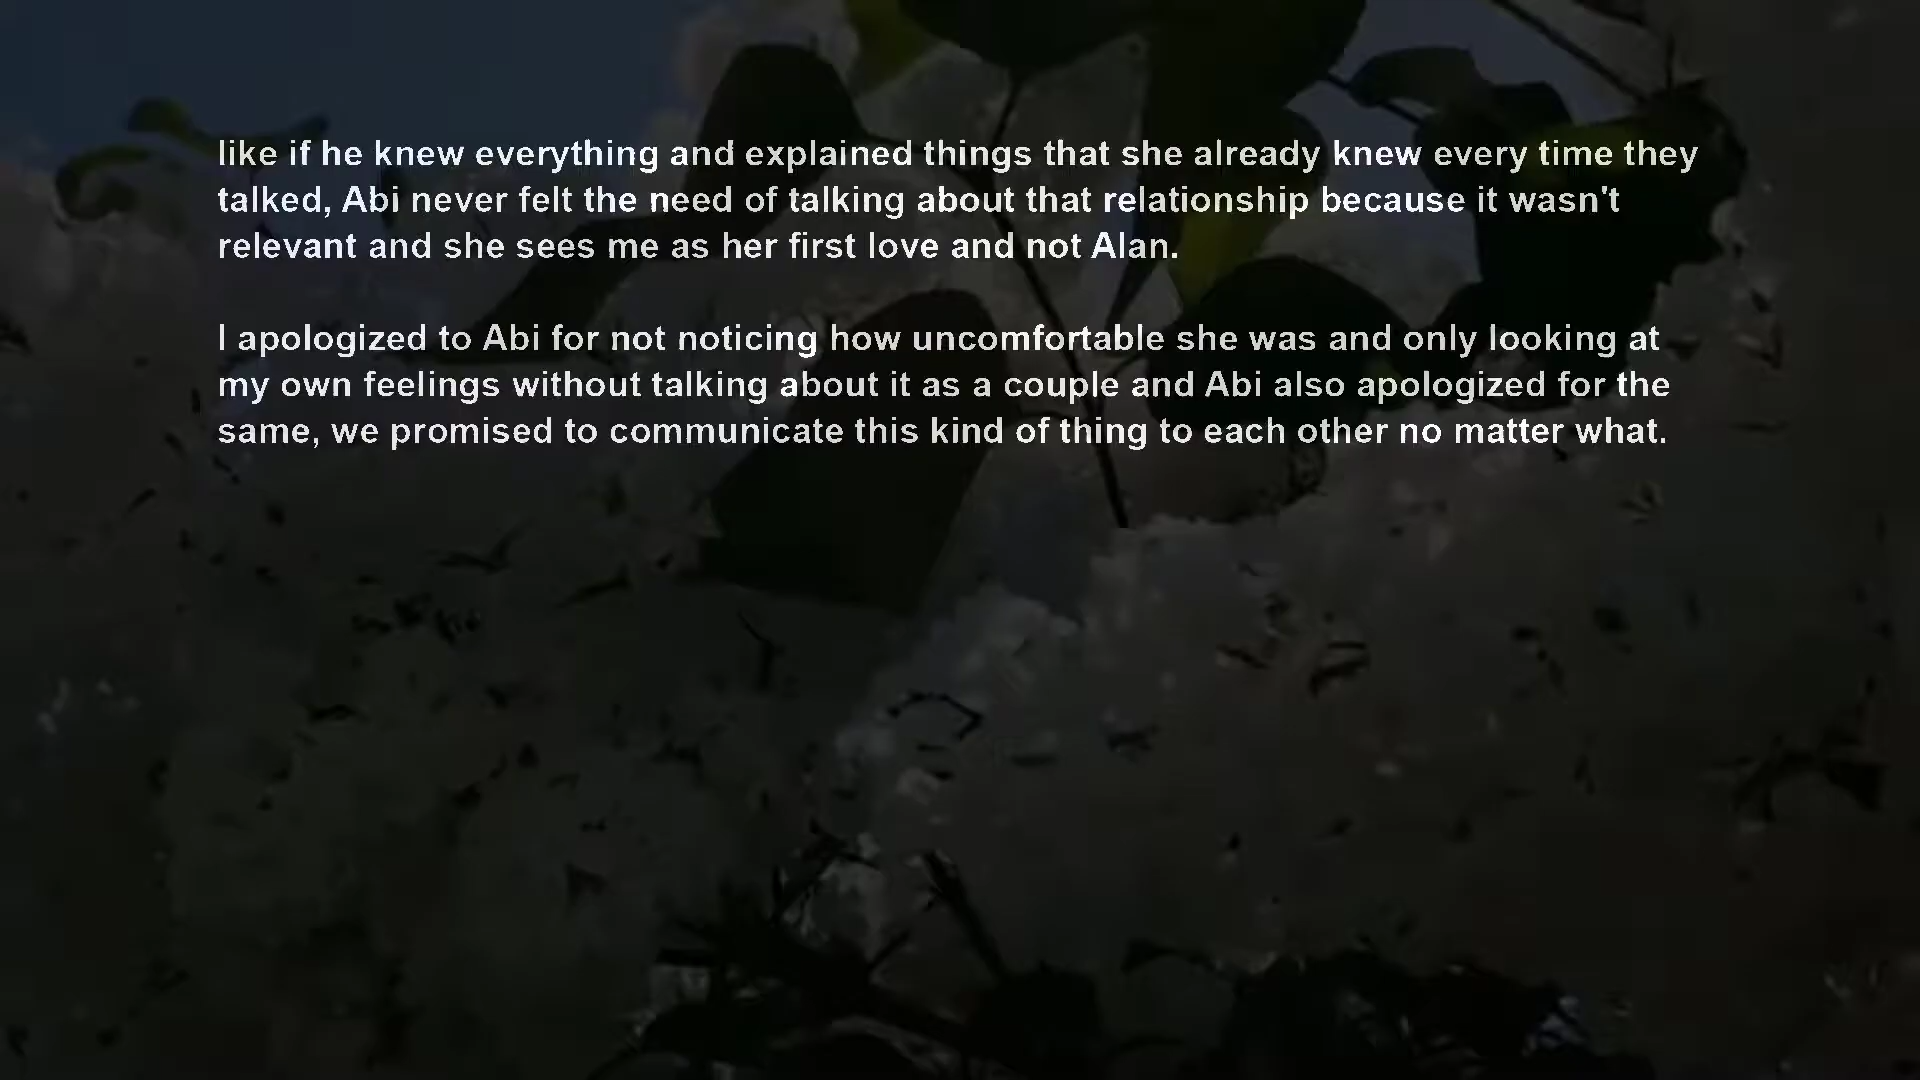 like if he knew everything and explained things that she already knew every time they
talked, Abi never felt the need of talking about that relationship because it wasn't
relevant and she sees me as her first love and not Alan.
I apologized to Abi for not noticing how uncomfortable she was and only looking at
my own feelings without talking about it as a couple and Abi also apologized for the
same, we promised to communicate this kind of thing to each other no matter what.